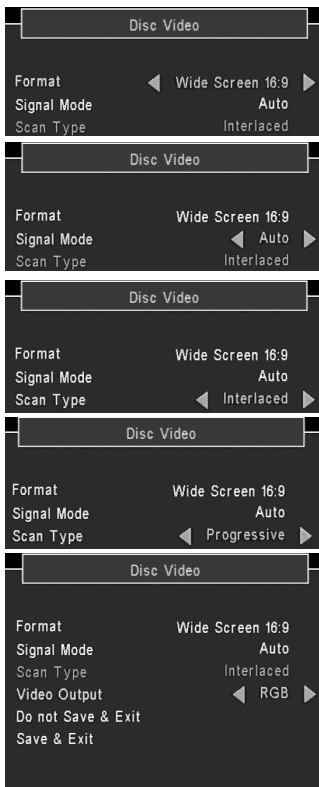 Disc Video
Format Wide Screen 16:9
Signal Mode Auto
Scan Type Interlaced
Disc Video
Format Wide Screen 16:9
Signal Mode Auto
Scan Type Interlaced
Disc Video
Format Wide Screen 16:9
Signal Mode Auto
Scan Type Interlaced
Disc Video
Format Wide Screen 16:9
Signal Mode Auto
Scan Type Progressive
Disc Video
Format Wide Screen 16:9
Signal Mode Auto
Scan Type Interlaced
Video Output RGB
Do not Save & Exit
Save & Exit